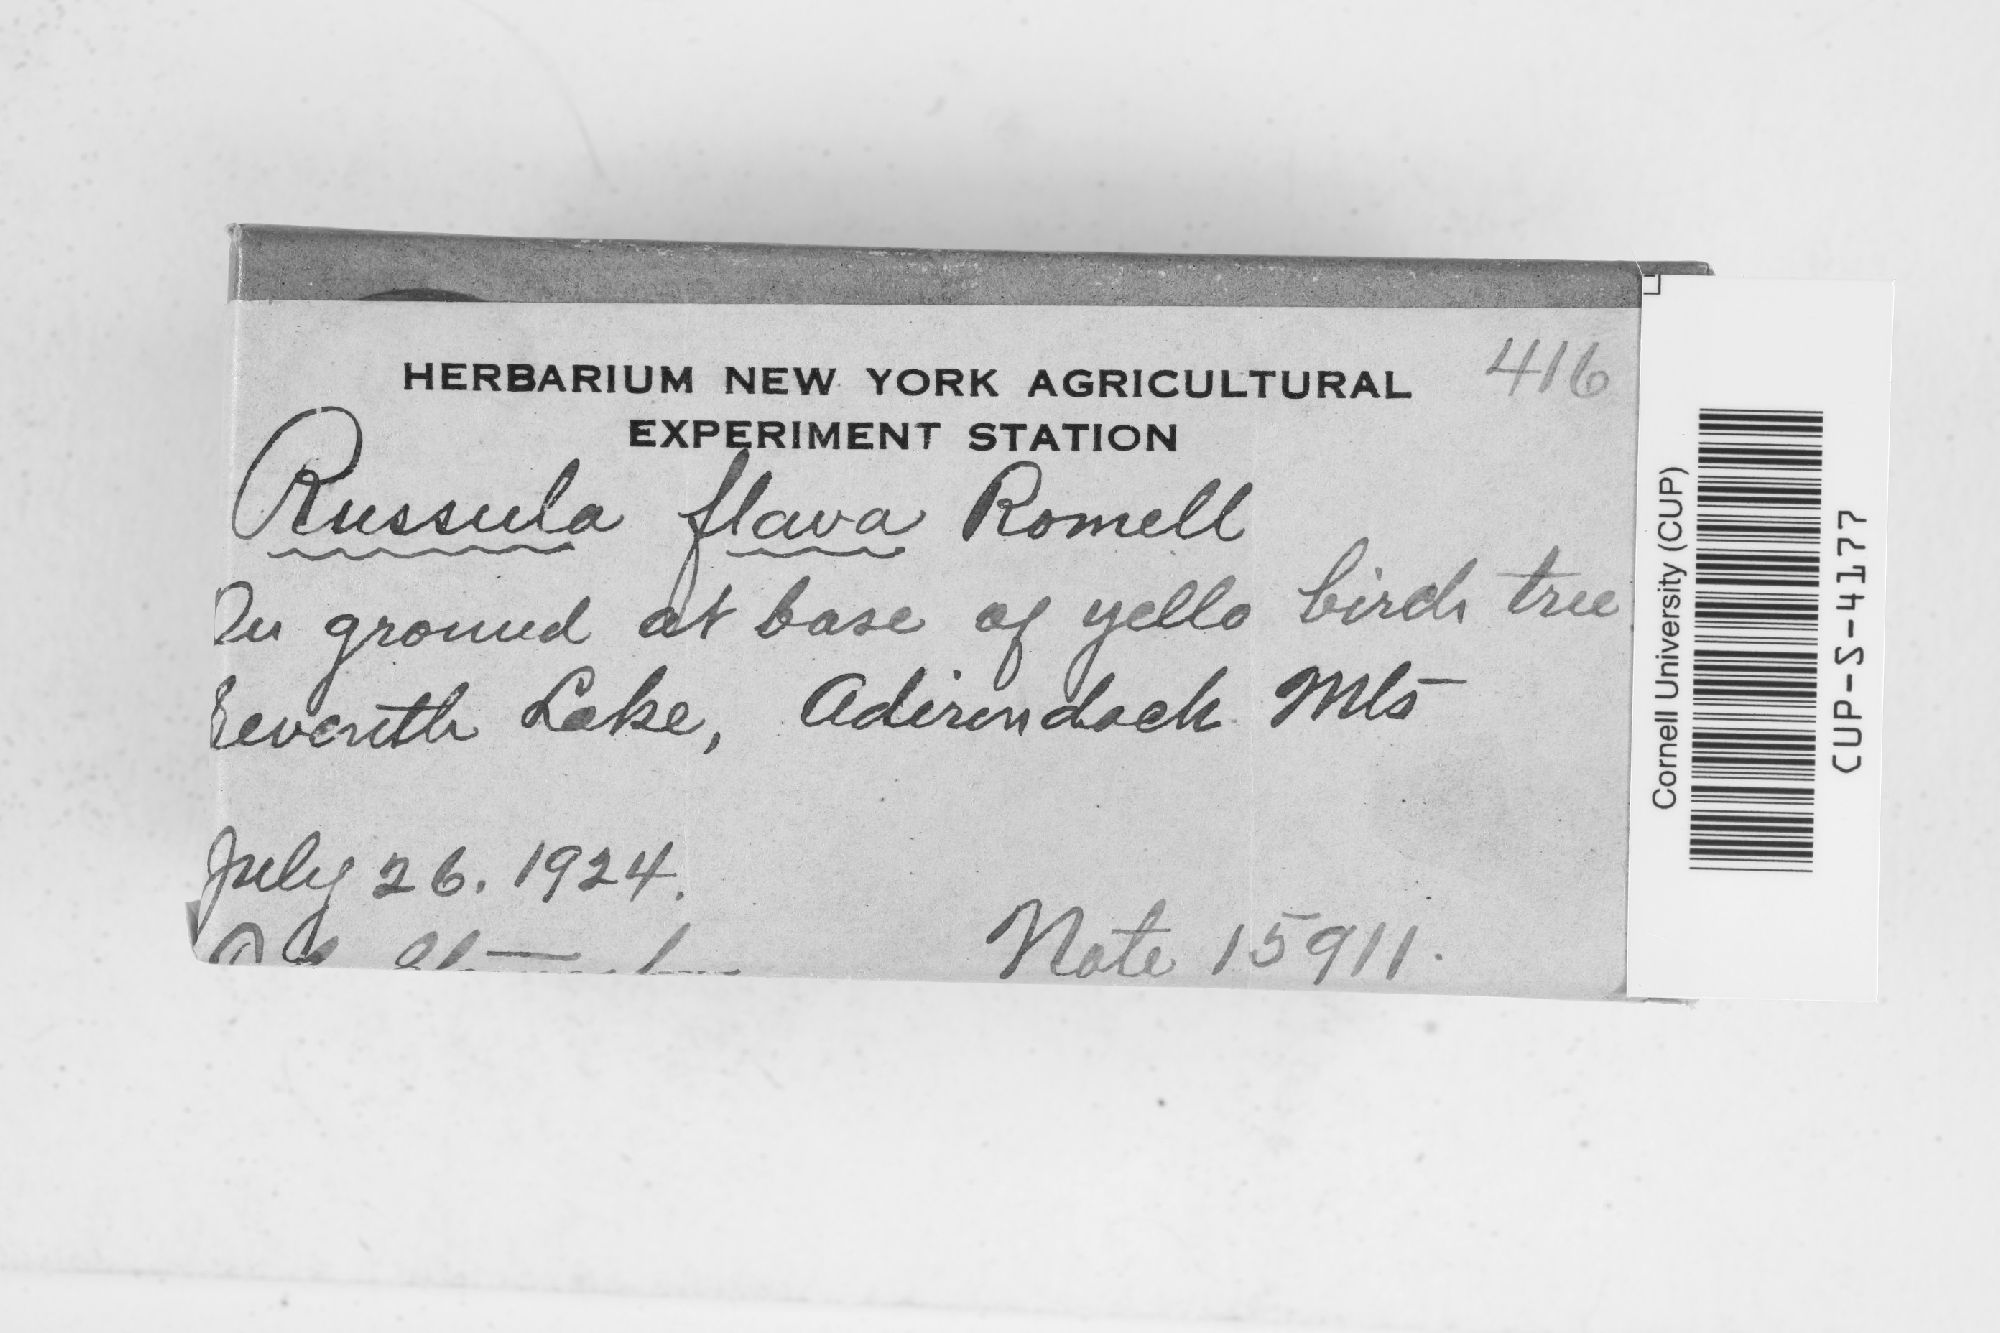 HERBARIUM NEW YORK AGRICULTURAL
EXPERIMENT STATION
416
Russula flava Romell
On ground at base of yello birch tree
Seventh Lake, Adirondack Mts
July 26. 1924.
Note 15911.
Cornell University (CUP)
CUP-S-4177